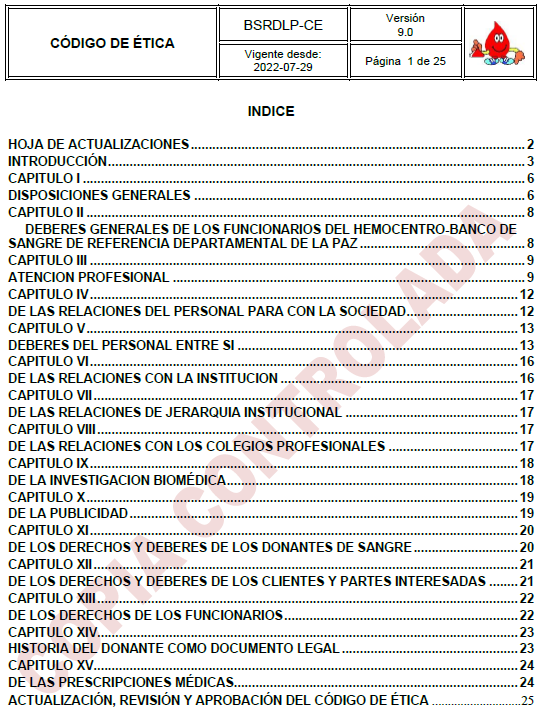 CÓDIGO DE ÉTICA
BSRDLP-CE
Vigente desde:
2022-07-29
Versión
9.0
Página 1 de 25
INDICE
HOJA DE ACTUALIZACIONES 2
INTRODUCCIÓN 3
CAPITULO I 6
DISPOSICIONES GENERALES 6
CAPITULO II 8
DEBERES GENERALES DE LOS FUNCIONARIOS DEL HEMOCENTRO-BANCO DE
SANGRE DE REFERENCIA DEPARTAMENTAL DE LA PAZ 8
CAPITULO III 9
ATENCION PROFESIONAL 9
CAPITULO IV 12
DE LAS RELACIONES DEL PERSONAL PARA CON LA SOCIEDAD 12
CAPITULO V 13
DEBERES DEL PERSONAL ENTRE SI 13
CAPITULO VI 16
DE LAS RELACIONES CON LA INSTITUCION 16
CAPITULO VII 17
DE LAS RELACIONES DE JERARQUIA INSTITUCIONAL 17
CAPITULO VIII 17
DE LAS RELACIONES CON LOS COLEGIOS PROFESIONALES 17
CAPITULO IX 18
DE LA INVESTIGACION BIOMÉDICA 18
CAPITULO X 19
DE LA PUBLICIDAD 19
CAPITULO XI 20
DE LOS DERECHOS Y DEBERES DE LOS DONANTES DE SANGRE 20
CAPITULO XII 21
DE LOS DERECHOS Y DEBERES DE LOS CLIENTES Y PARTES INTERESADAS 21
CAPITULO XIII 22
DE LOS DERECHOS DE LOS FUNCIONARIOS 22
CAPITULO XIV 23
HISTORIA DEL DONANTE COMO DOCUMENTO LEGAL 23
CAPITULO XV 24
DE LAS PRESCRIPCIONES MÉDICAS 24
ACTUALIZACIÓN, REVISIÓN Y APROBACIÓN DEL CÓDIGO DE ÉTICA 25
COPIA CONTROLADA